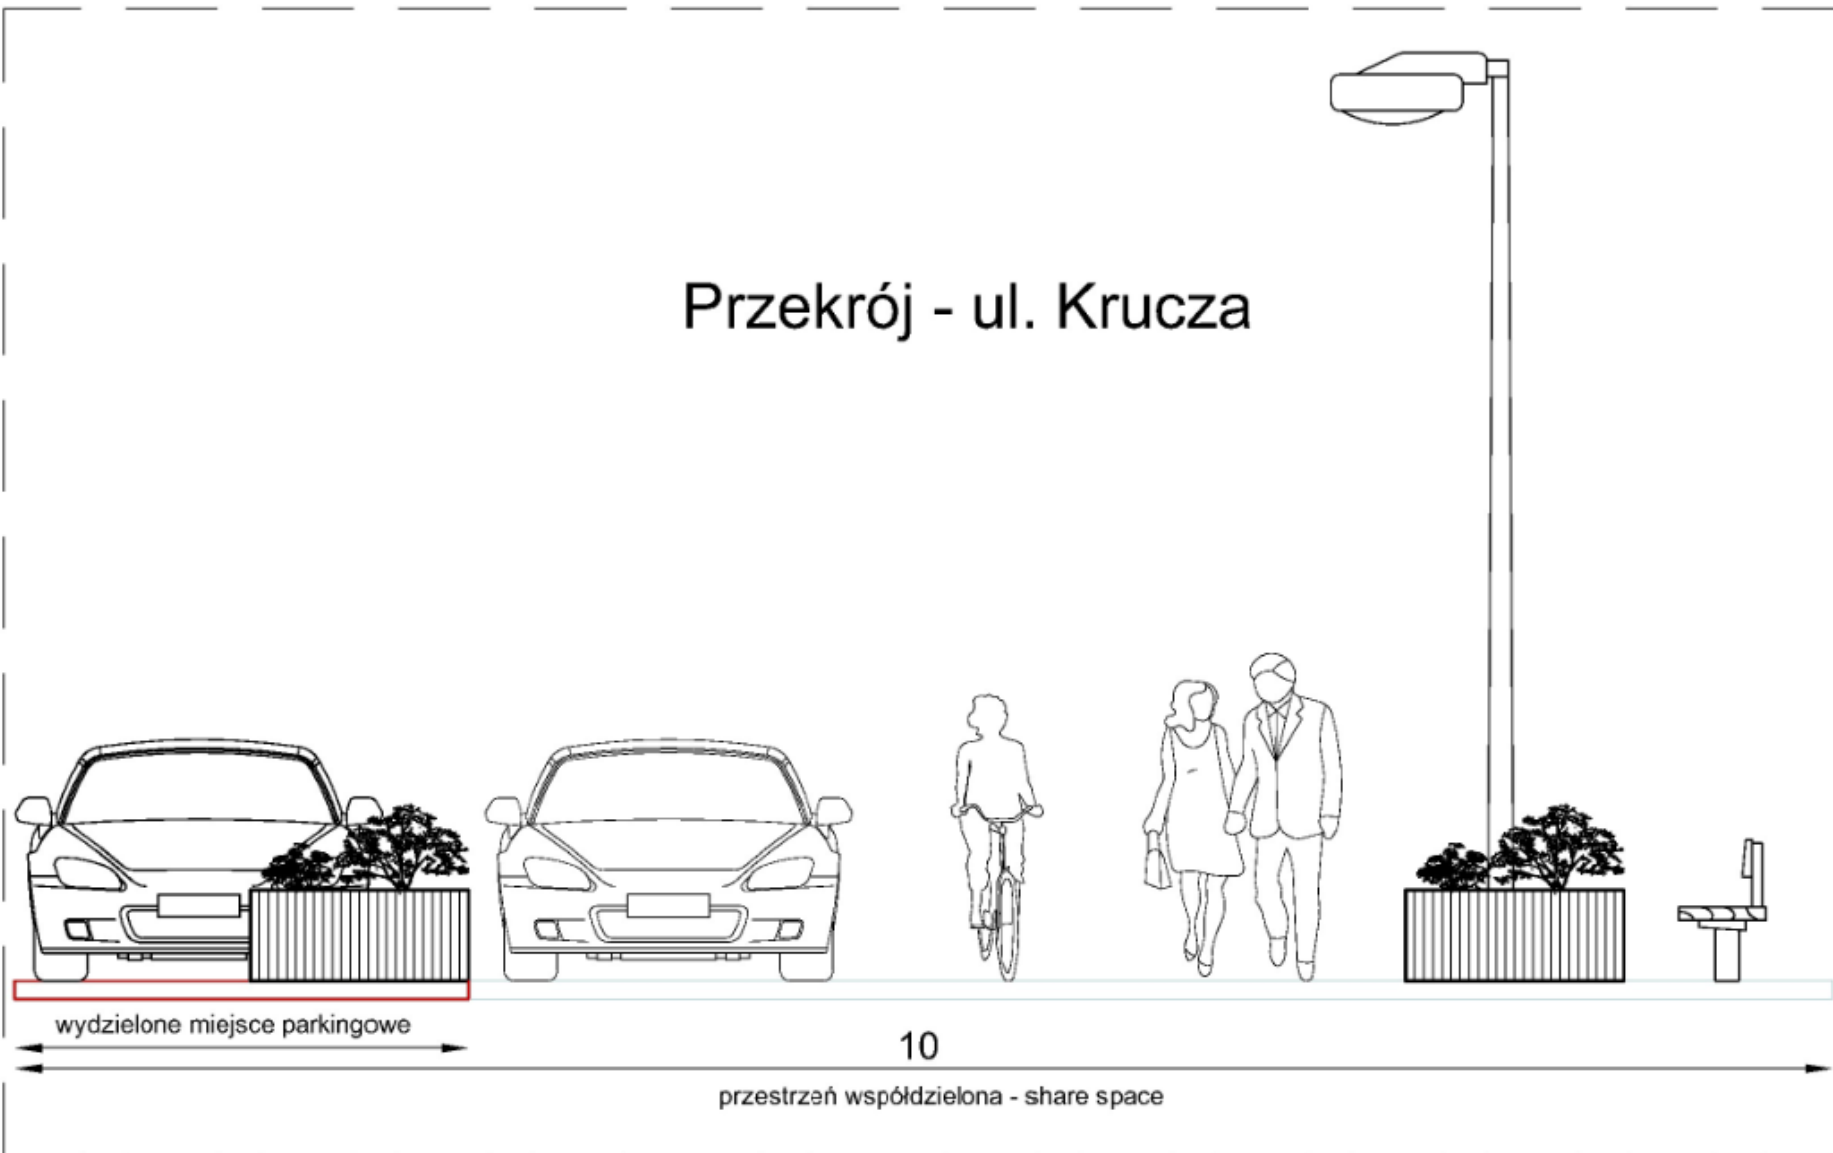 Przekrój - ul. Krucza
wydzielone miejsce parkingowe
10
przestrzeń współdzielona - share space